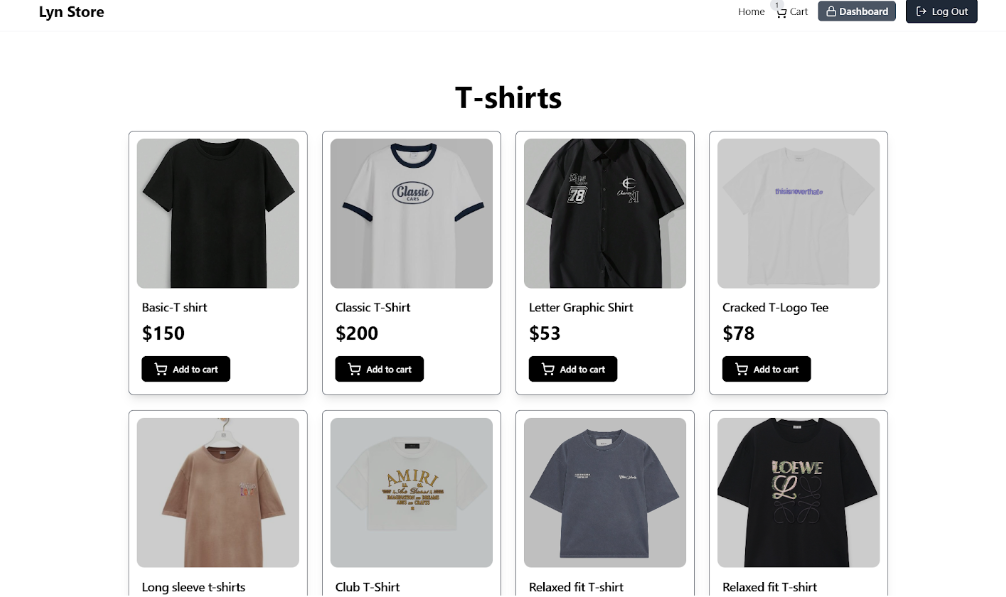 Lyn Store
Home
1
Cart
Dashboard
Log Out
T-shirts
Classic
CARS
78
thisisneverthat®
Basic-T shirt
Classic T-Shirt
Letter Graphic Shirt
Cracked T-Logo Tee
$150
$200
$53
$78
Add to cart
Add to cart
Add to cart
Add to cart
AMIRI
LOEWE
L
Long sleeve t-shirts
Club T-Shirt
Relaxed fit T-shirt
Relaxed fit T-shirt